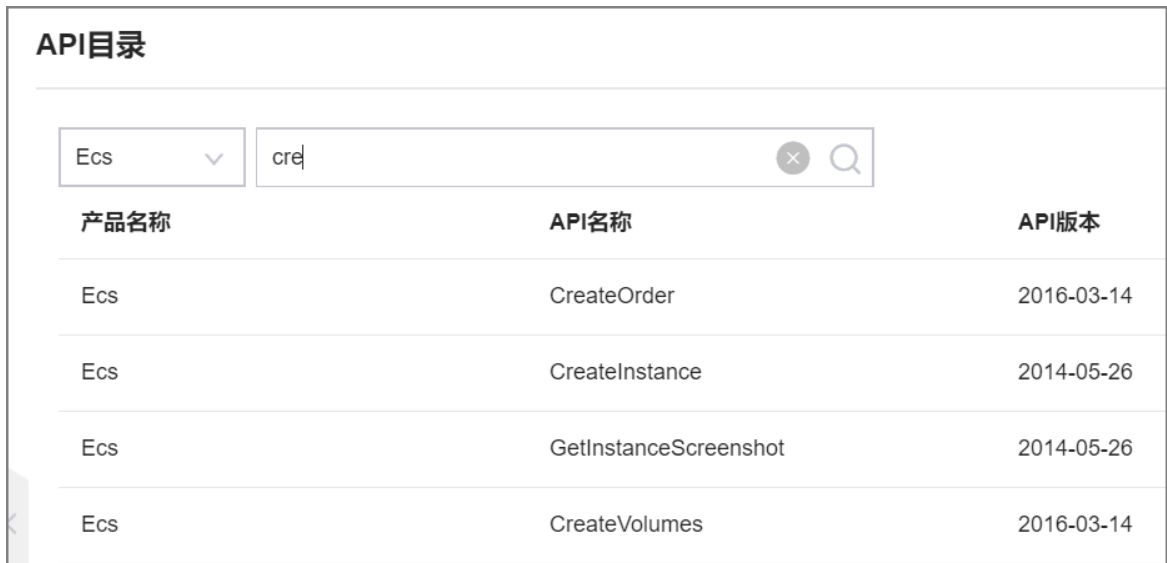 API目录
Ecs cre
产品名称 API名称 API版本
Ecs CreateOrder 2016-03-14
Ecs CreateInstance 2014-05-26
Ecs GetInstanceScreenshot 2014-05-26
Ecs CreateVolumes 2016-03-14